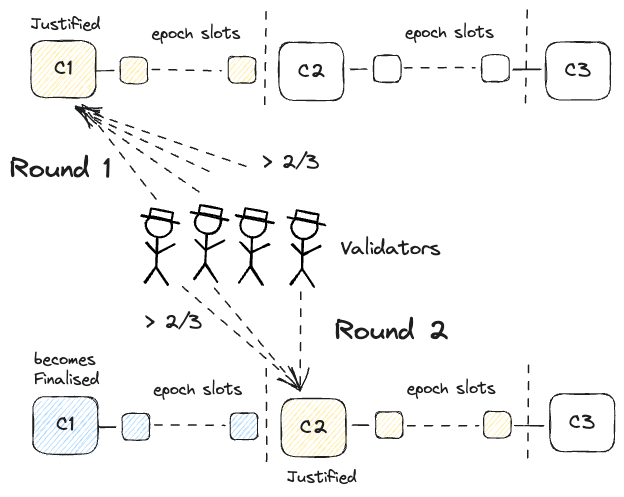 Justified
epoch slots
epoch slots
C1
C2
C3
Round 1
> 2/3
Validators
> 2/3
Round 2
becomes
Finalised
epoch slots
epoch slots
C1
C2
C3
Justified